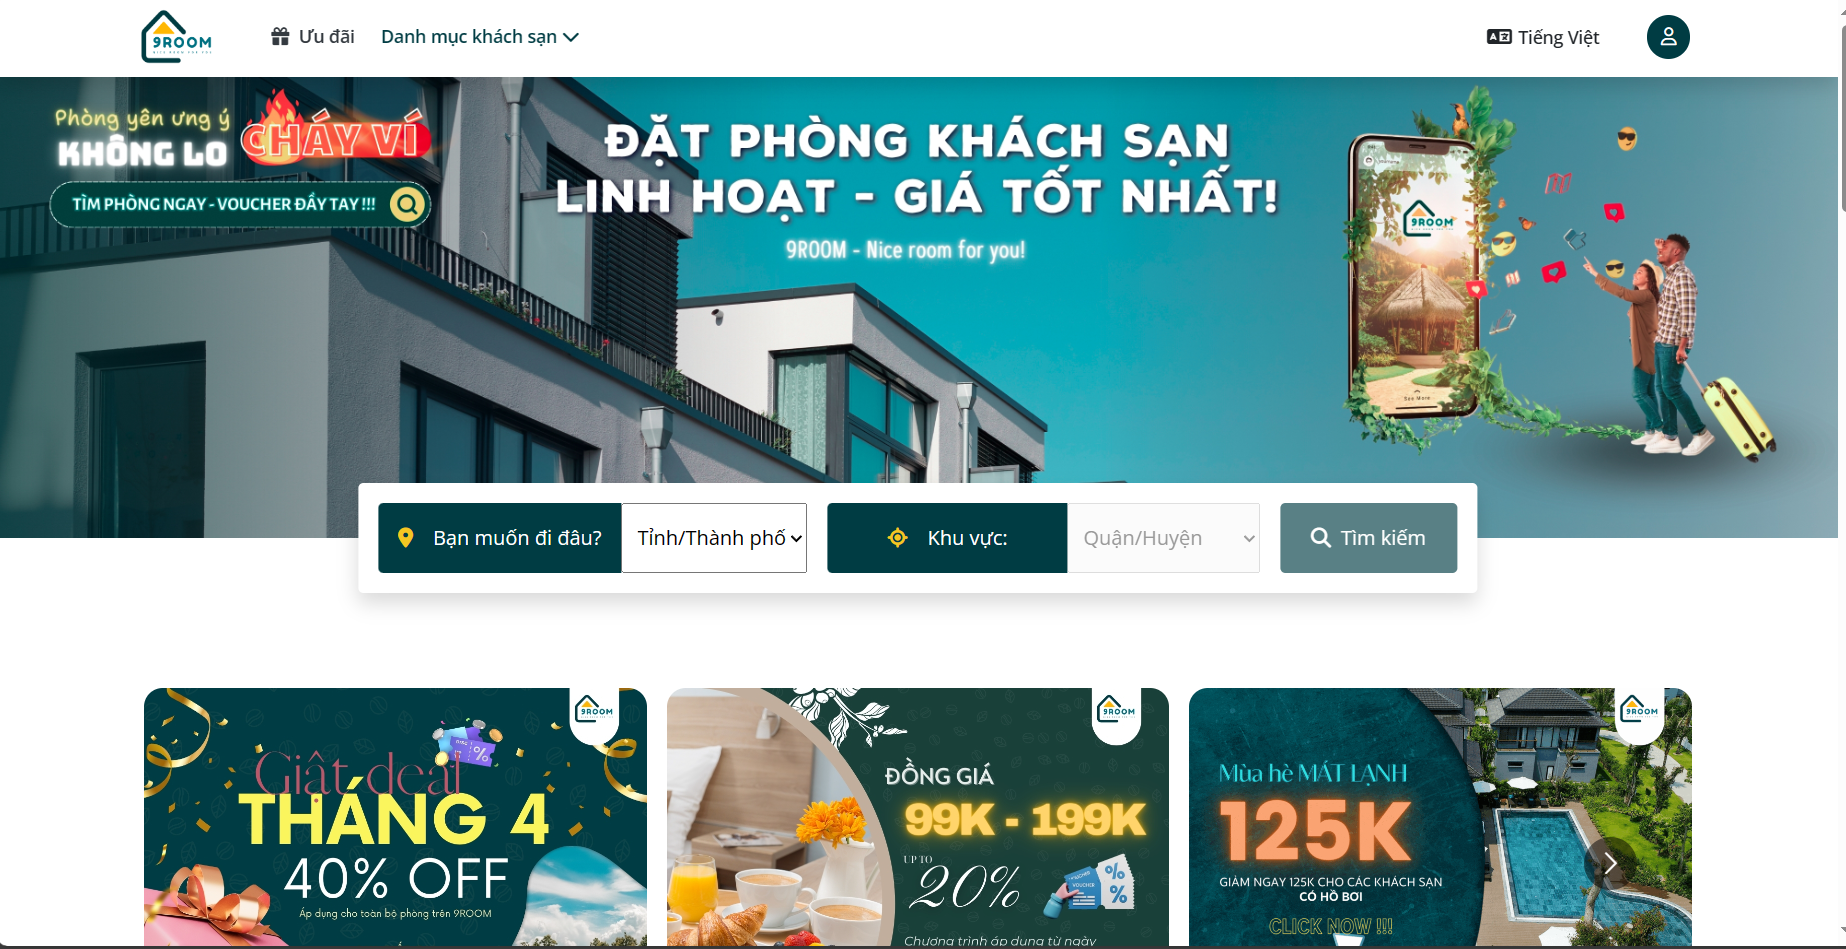 9ROOM
Ưu đãi
Danh mục khách sạn
Tiếng Việt
Phòng yên ưng ý
KHÔNG LO
CHÁY VÍ
TÌM PHÒNG NGAY - VOUCHER ĐẦY TAY !!!
ĐẶT PHÒNG KHÁCH SẠN
LINH HOẠT - GIÁ TỐT NHẤT!
9ROOM - Nice room for you!
9ROOM
See More
Bạn muốn đi đâu?
Tỉnh/Thành phố
Khu vực:
Quận/Huyện
Tìm kiếm
9ROOM
Giật deal
THÁNG 4
40% OFF
Áp dụng cho toàn bộ phòng trên 9ROOM
9ROOM
ĐỒNG GIÁ
99K - 199K
UP TO
20%
VOUCHER
Chương trình áp dụng từ ngày
9ROOM
Mùa hè MÁT LẠNH
125K
GIẢM NGAY 125K CHO CÁC KHÁCH SẠN
CÓ HỒ BƠI
CLICK NOW !!!